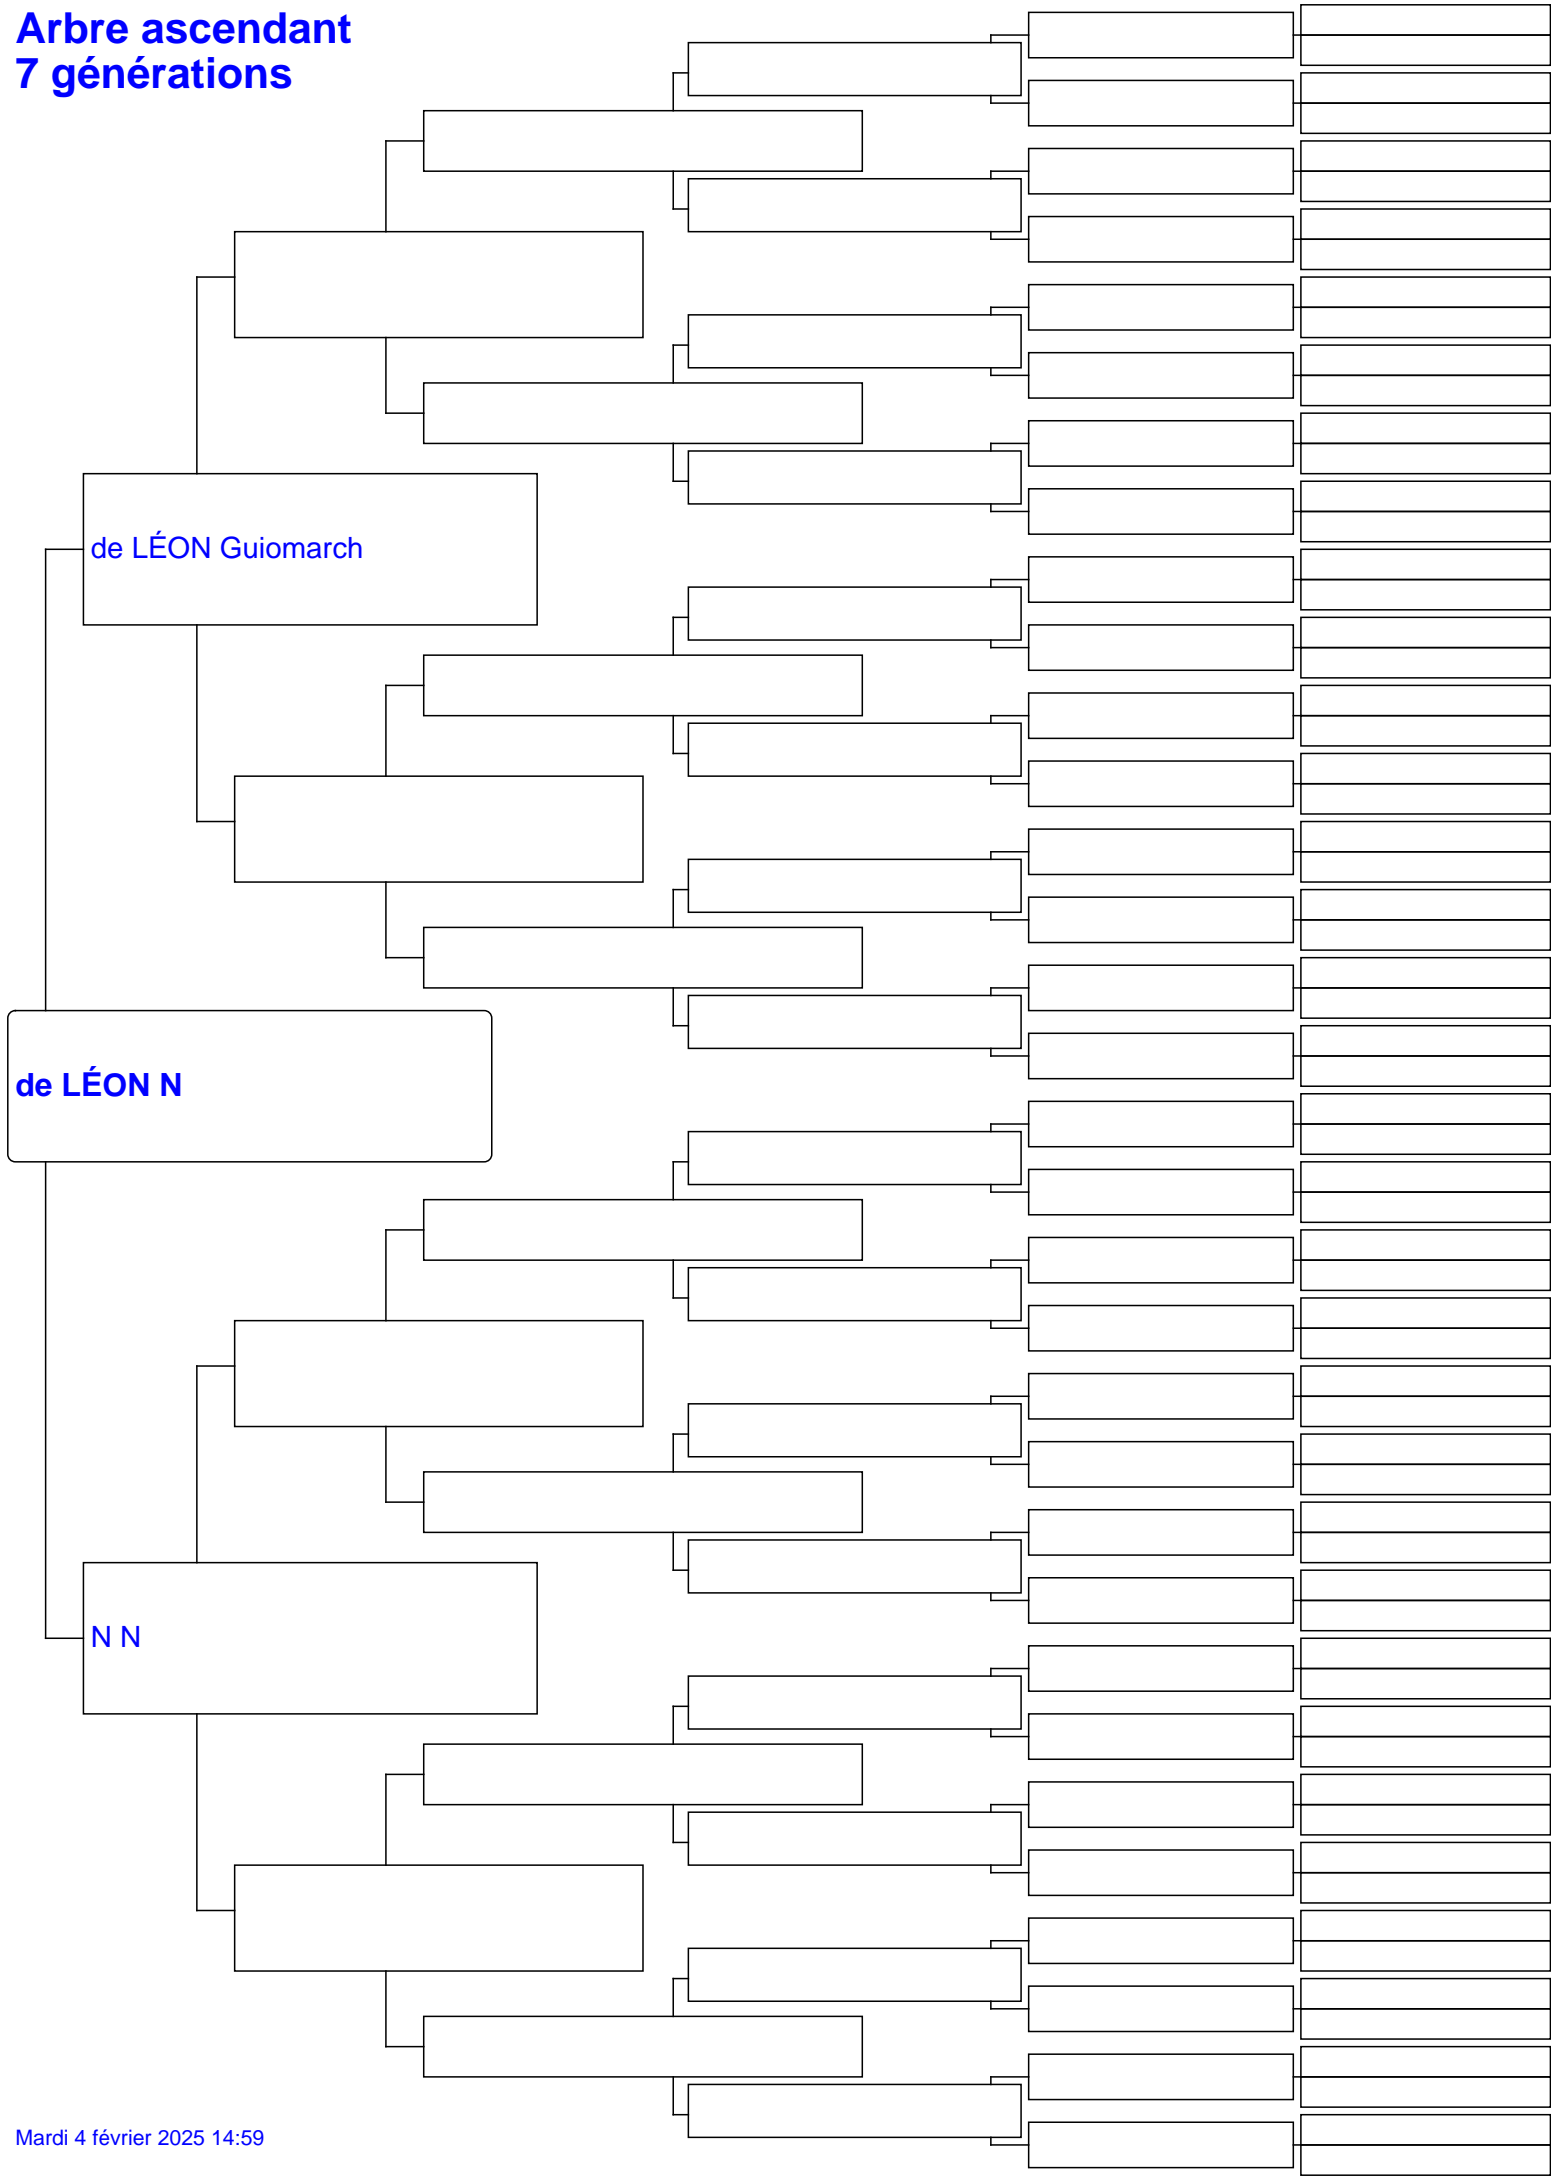 Arbre ascendant
7 générations
de LÉON Guiomarch
de LÉON N
N N
Mardi 4 février 2025 14:59